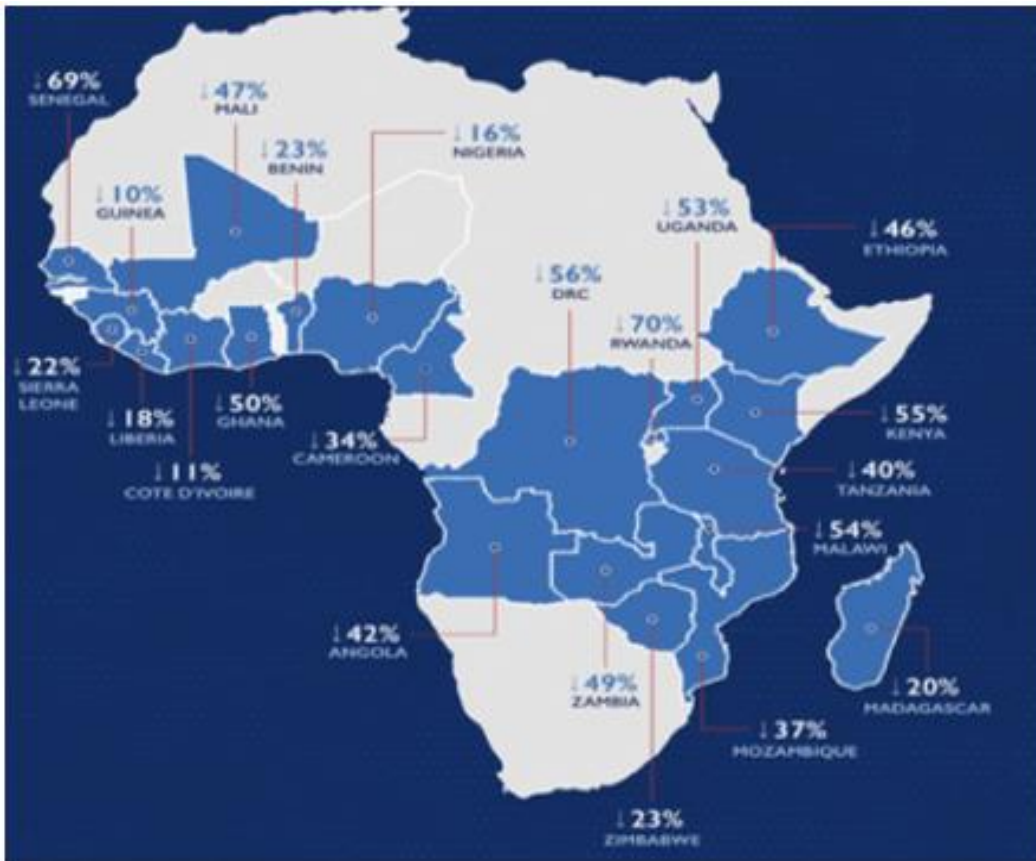 ↓69%
SENEGAL
↓47%
MALI
↓23%
BENIN
↓16%
NIGERIA
↓10%
GUINEA
↓53%
UGANDA
↓46%
ETHIOPIA
↓56%
DRC
↓70%
RWANDA
↓22%
SIERRA
LEONE
↓18%
LIBERIA
↓50%
GHANA
↓34%
CAMEROON
↓11%
COTE D'IVOIRE
↓55%
KENYA
↓40%
TANZANIA
↓54%
MALAWI
↓42%
ANGOLA
↓49%
ZAMBIA
↓20%
MADAGASCAR
↓37%
MOZAMBIQUE
↓23%
ZIMBABWE